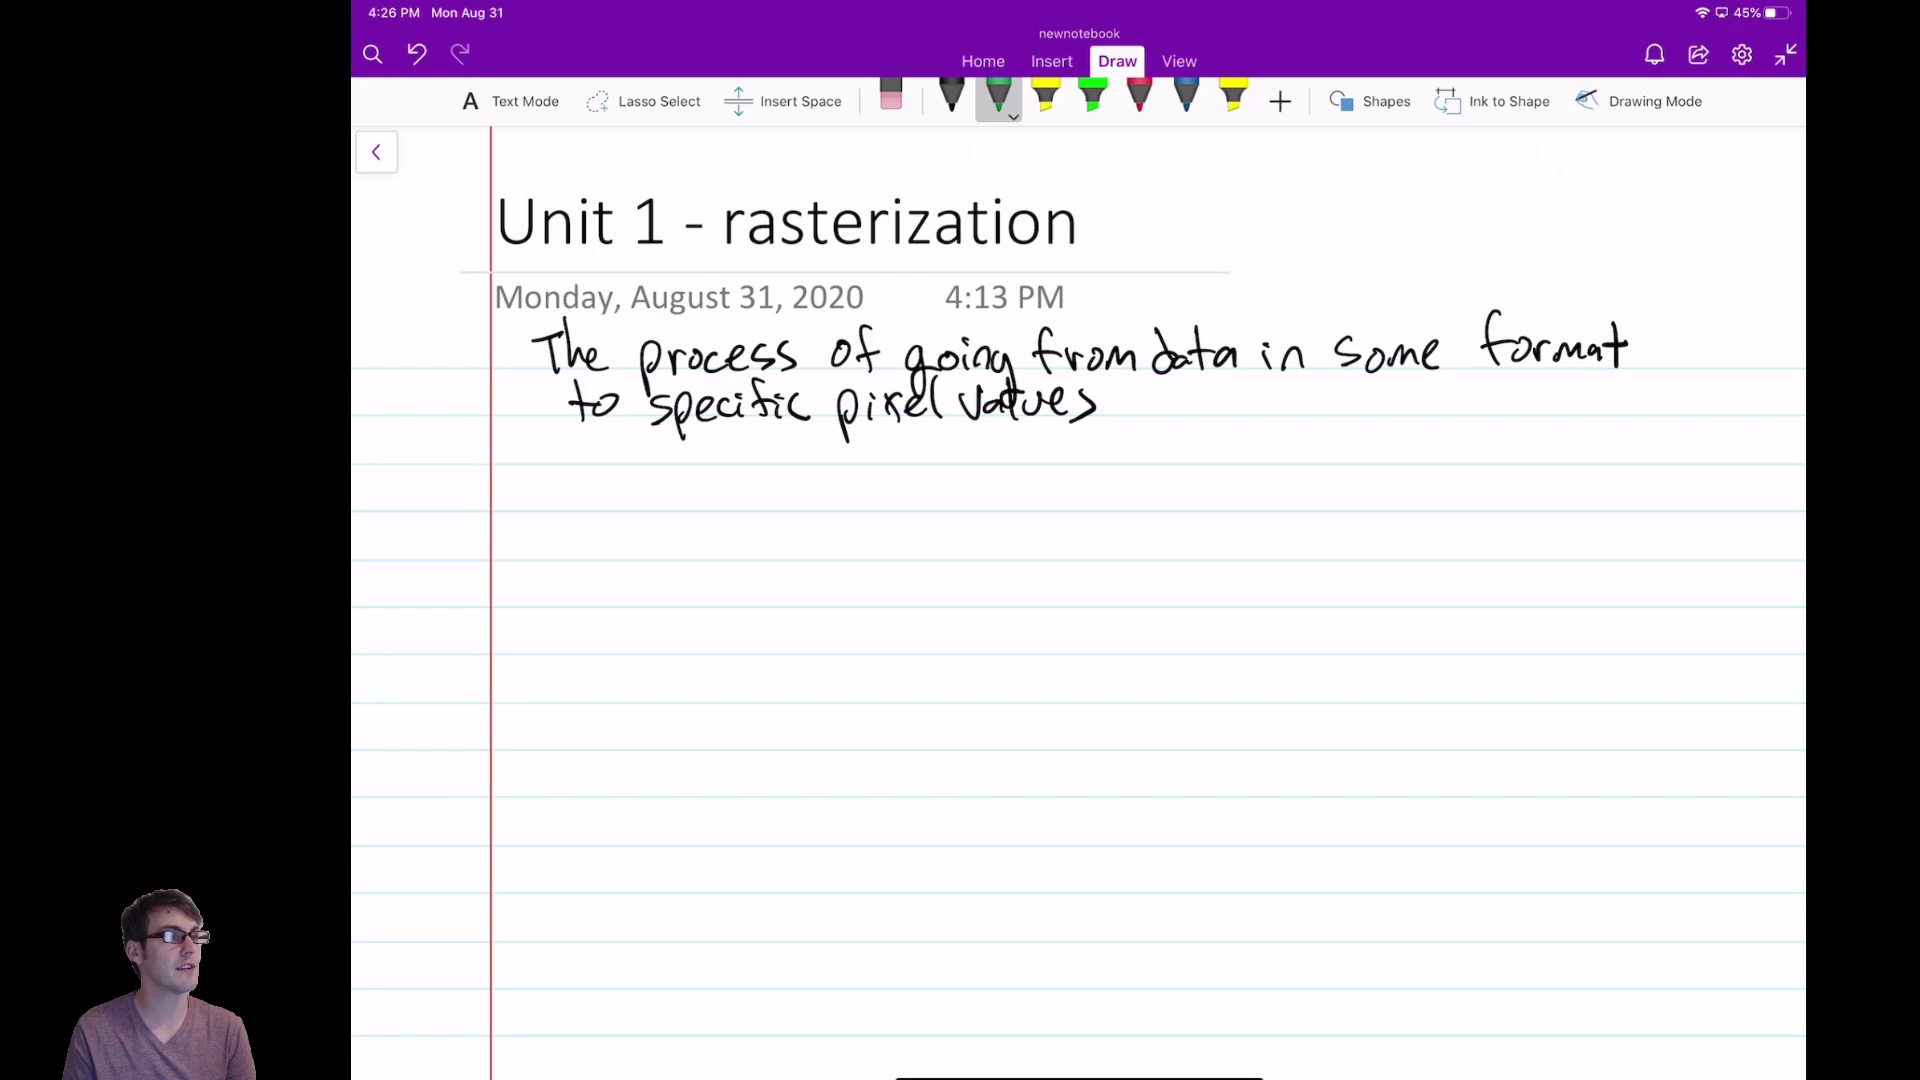 4:26 PM Mon Aug 31
45%
newnotebook
Home Insert Draw View
A Text Mode Lasso Select Insert Space Shapes Ink to Shape Drawing Mode
Unit 1 - rasterization
Monday, August 31, 2020 4:13 PM
The process of going from data in some format
to specific pixel values